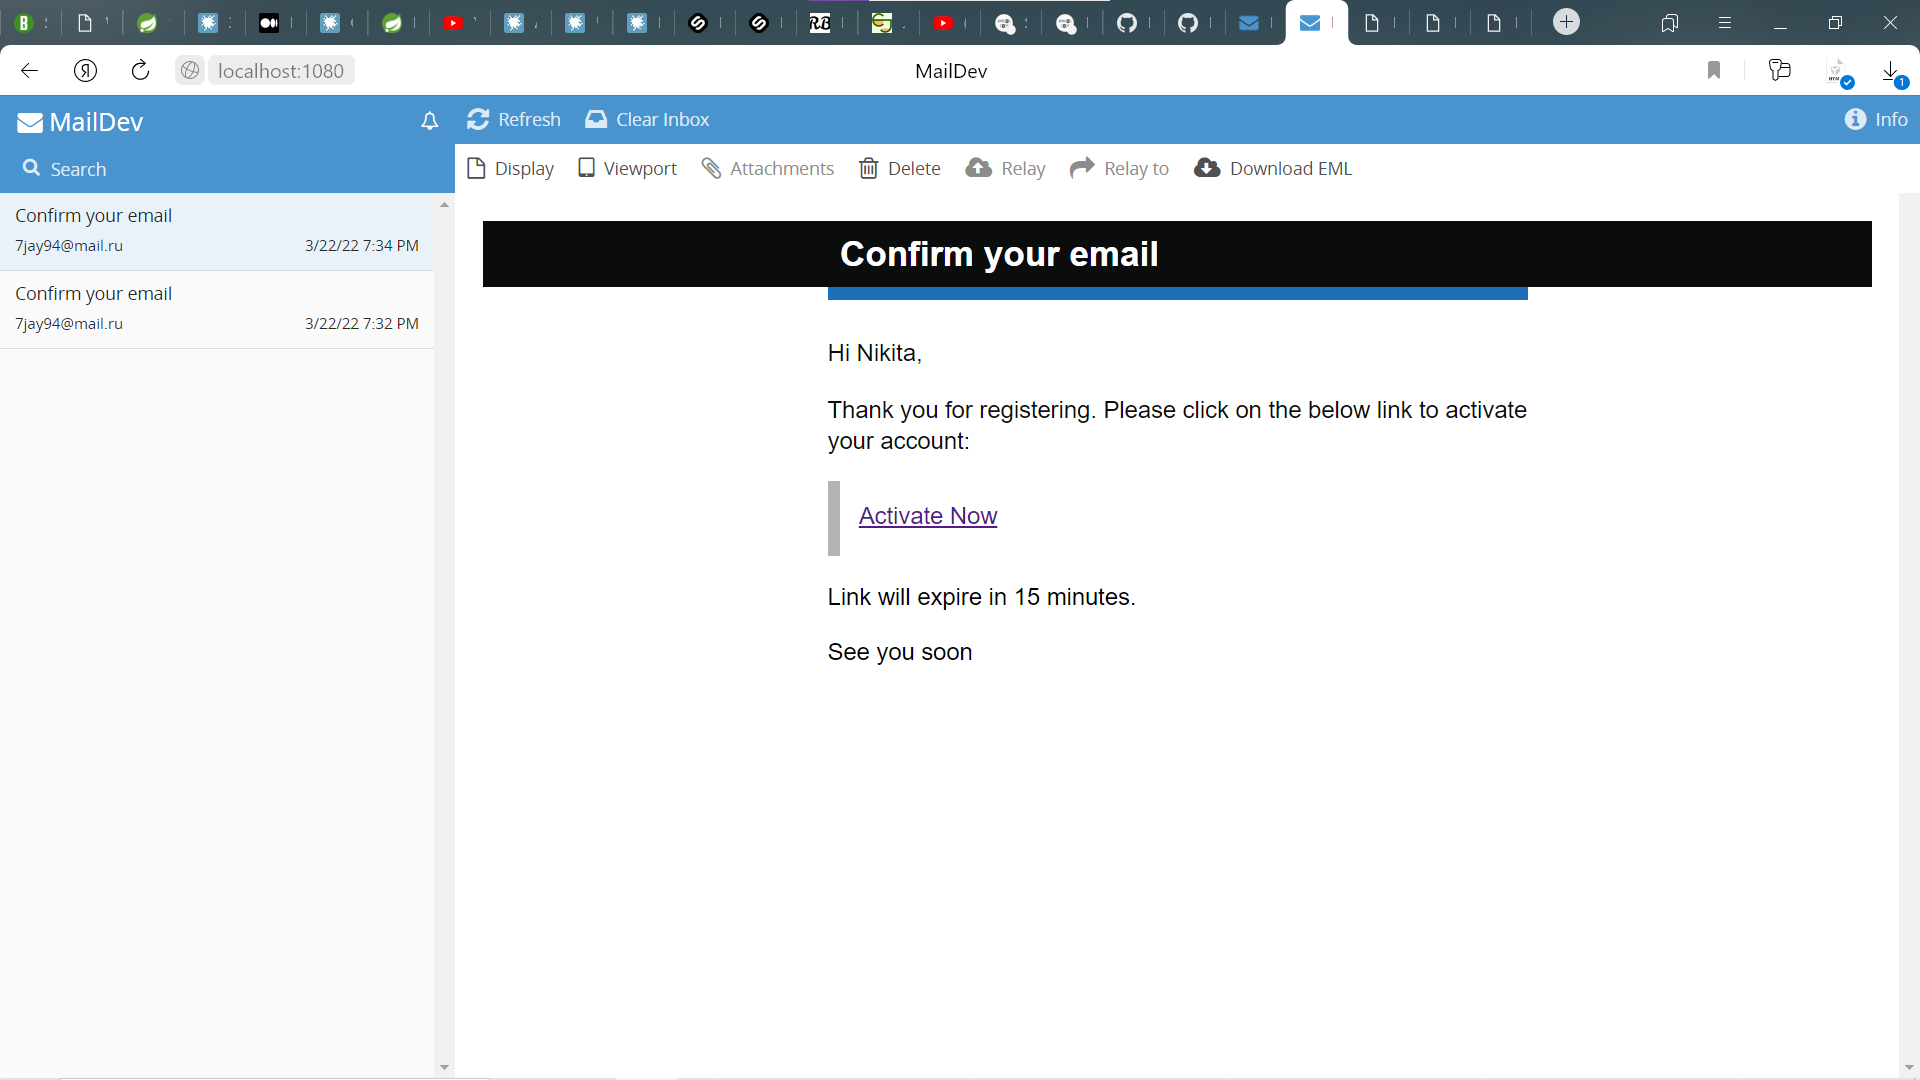 localhost:1080
MailDev
1
MailDev
Refresh
Clear Inbox
Info
Search
Display
Viewport
Attachments
Delete
Relay
Relay to
Download EML
Confirm your email
7jay94@mail.ru 3/22/22 7:34 PM
Confirm your email
7jay94@mail.ru 3/22/22 7:32 PM
Confirm your email
Hi Nikita,
Thank you for registering. Please click on the below link to activate
your account:
Activate Now
Link will expire in 15 minutes.
See you soon